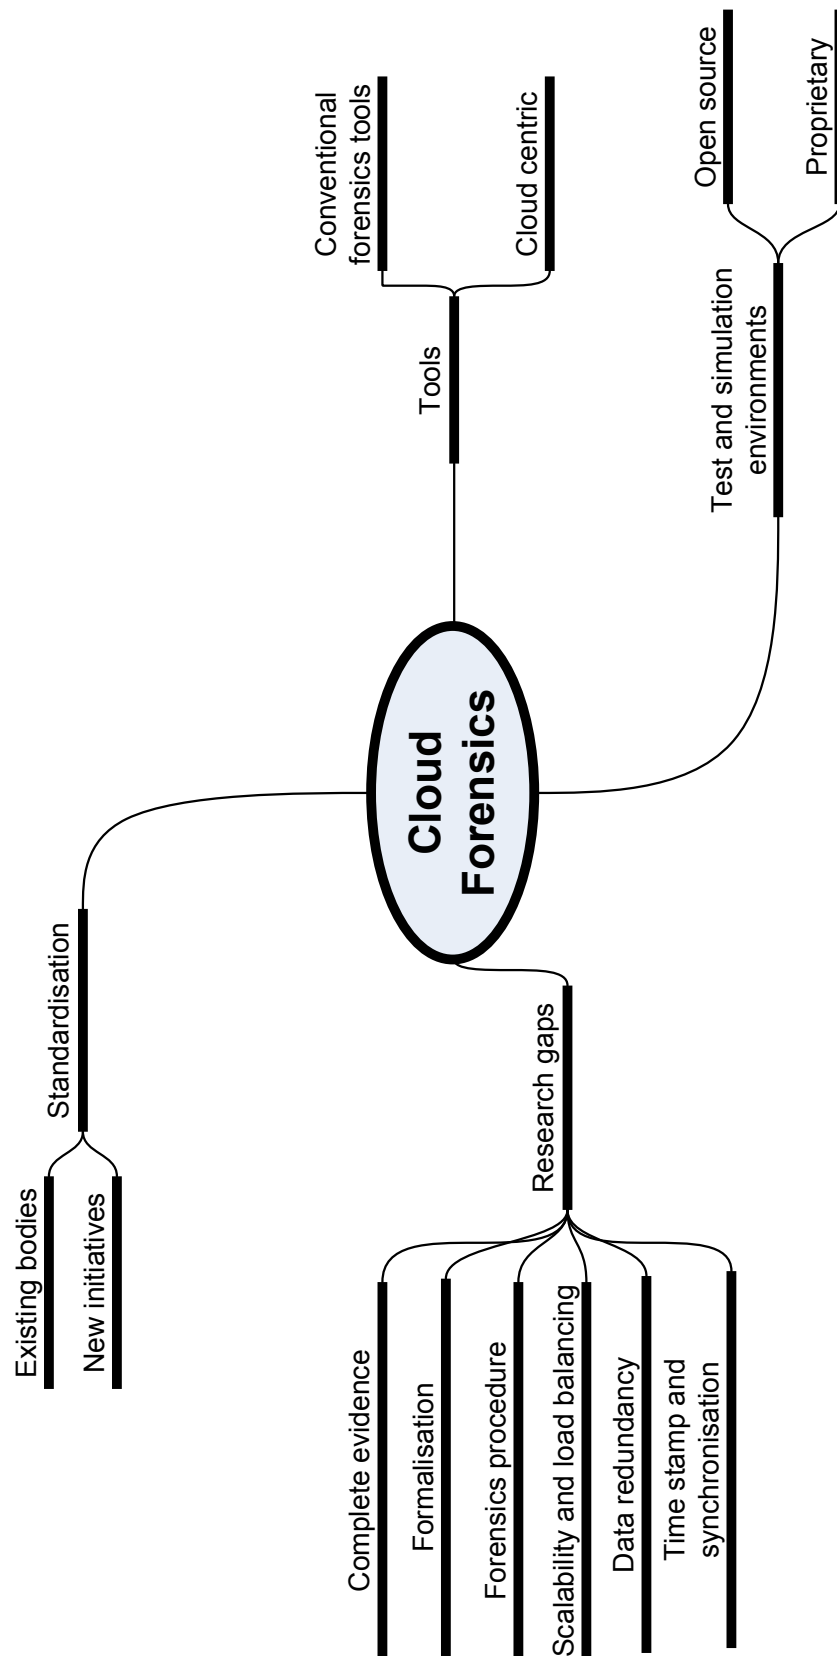 Existing bodies
New initiatives
Standardisation
Cloud
Forensics
Tools
Conventional
forensics tools
Cloud centric
Research gaps
Complete evidence
Formalisation
Forensics procedure
Scalability and load balancing
Data redundancy
Time stamp and
synchronisation
Test and simulation
environments
Open source
Proprietary